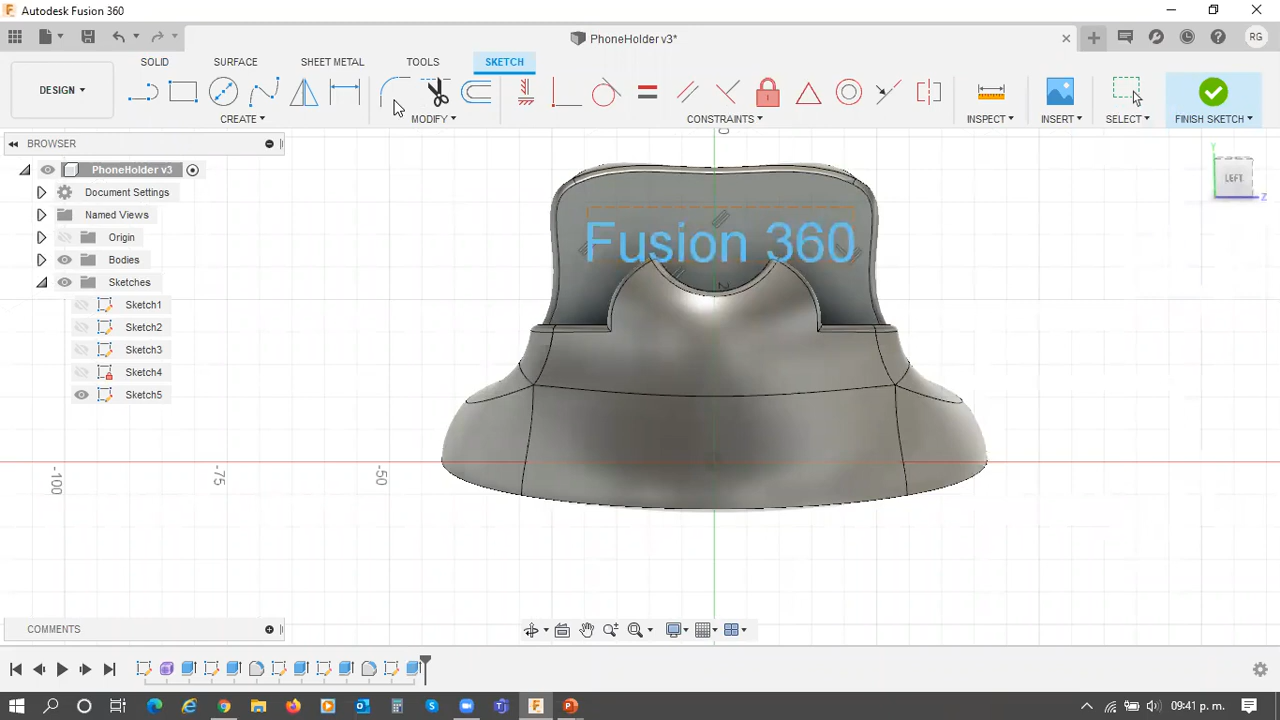 Autodesk Fusion 360
PhoneHolder v3*
RG
DESIGN
SOLID
SURFACE
SHEET METAL
TOOLS
SKETCH
CREATE
MODIFY
CONSTRAINTS
INSPECT
INSERT
SELECT
FINISH SKETCH
BROWSER
PhoneHolder v3
Document Settings
Named Views
Origin
Bodies
Sketches
Sketch1
Sketch2
Sketch3
Sketch4
Sketch5
Fusion 360
LEFT
Y
Z
0
-100
-75
-50
COMMENTS
09:41 p. m.